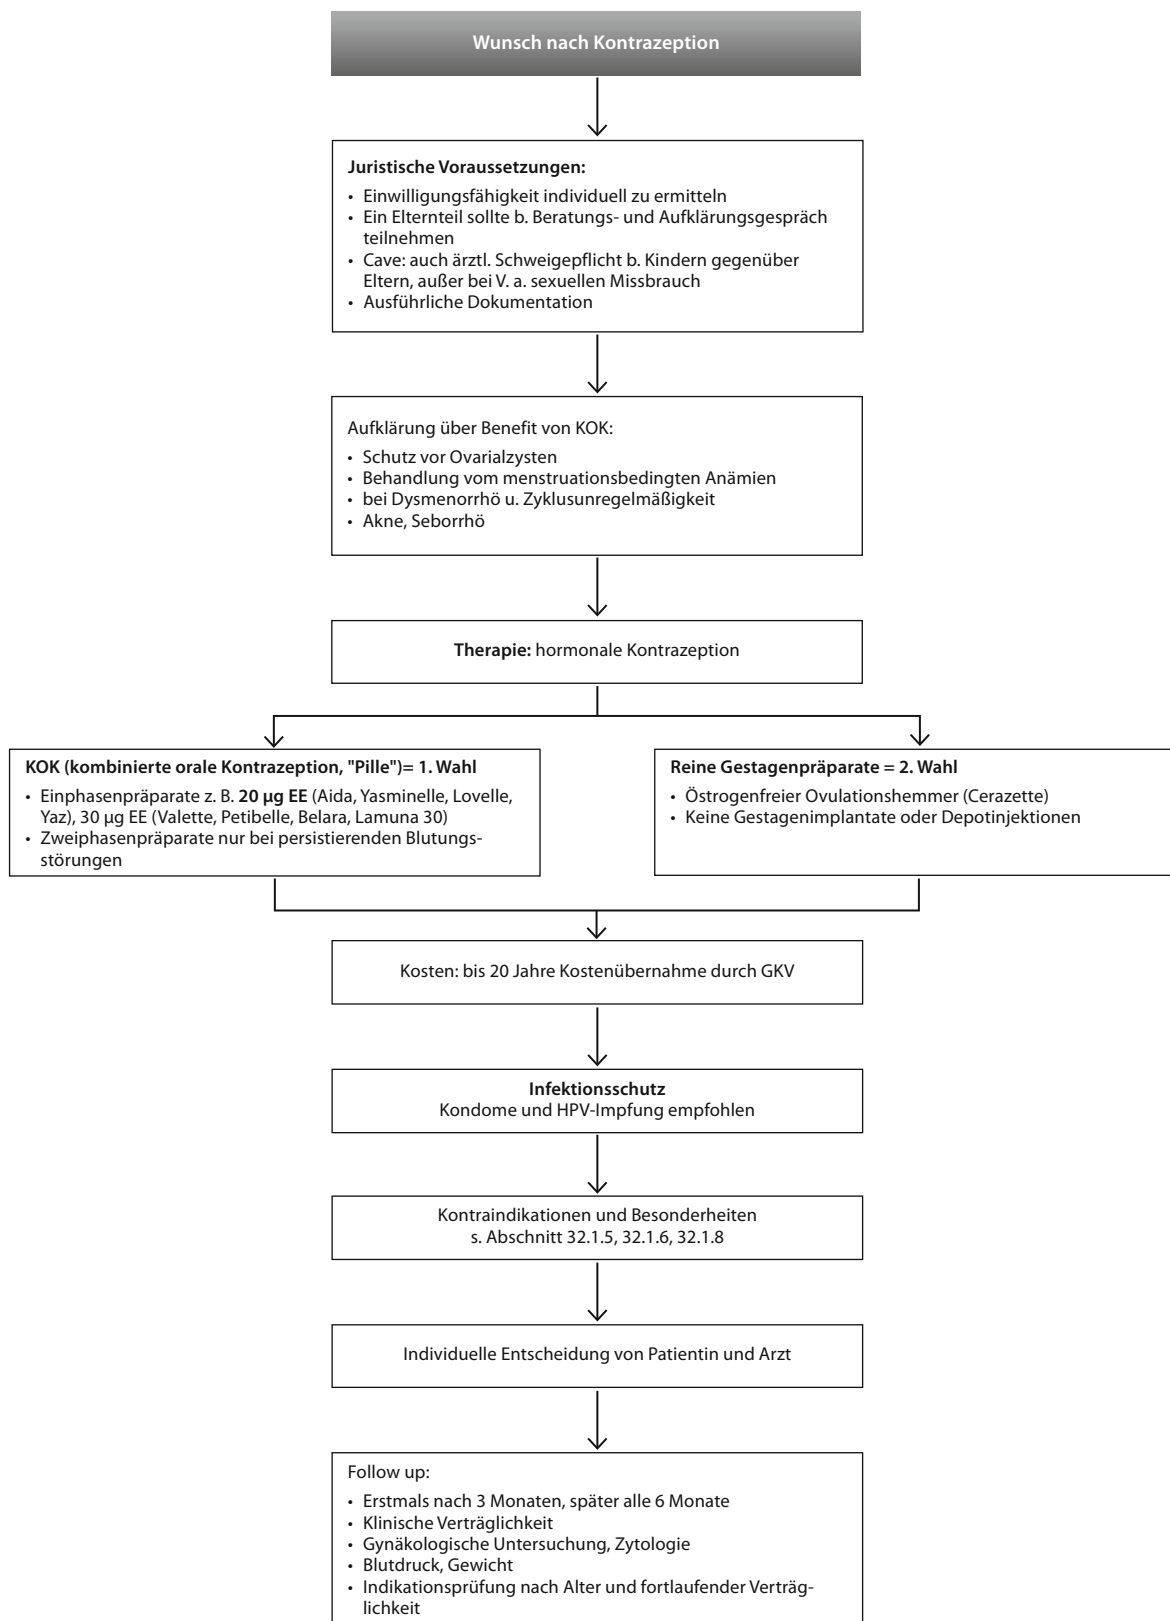 Wunsch nach Kontrazeption
Juristische Voraussetzungen:
• Einwilligungsfähigkeit individuell zu ermitteln
• Ein Elternteil sollte b. Beratungs- und Aufklärungsgespräch
teilnehmen
• Cave: auch ärztl. Schweigepflicht b. Kindern gegenüber
Eltern, außer bei V. a. sexuellen Missbrauch
• Ausführliche Dokumentation
Aufklärung über Benefit von KOK:
• Schutz vor Ovarialzysten
• Behandlung vom menstruationsbedingten Anämien
• bei Dysmenorrhö u. Zyklusunregelmäßigkeit
• Akne, Seborrhö
Therapie: hormonale Kontrazeption
KOK (kombinierte orale Kontrazeption, "Pille")= 1. Wahl
• Einphasenpräparate z. B. 20 µg EE (Aida, Yasminelle, Lovelle,
Yaz), 30 µg EE (Valette, Petibelle, Belara, Lamuna 30)
• Zweiphasenpräparate nur bei persistierenden Blutungs-
störungen
Reine Gestagenpräparate = 2. Wahl
• Östrogenfreier Ovulationshemmer (Cerazette)
• Keine Gestagenimplantate oder Depotinjektionen
Kosten: bis 20 Jahre Kostenübernahme durch GKV
Infektionsschutz
Kondome und HPV-Impfung empfohlen
Kontraindikationen und Besonderheiten
s. Abschnitt 32.1.5, 32.1.6, 32.1.8
Individuelle Entscheidung von Patientin und Arzt
Follow up:
• Erstmals nach 3 Monaten, später alle 6 Monate
• Klinische Verträglichkeit
• Gynäkologische Untersuchung, Zytologie
• Blutdruck, Gewicht
• Indikationsprüfung nach Alter und fortlaufender Verträg-
lichkeit